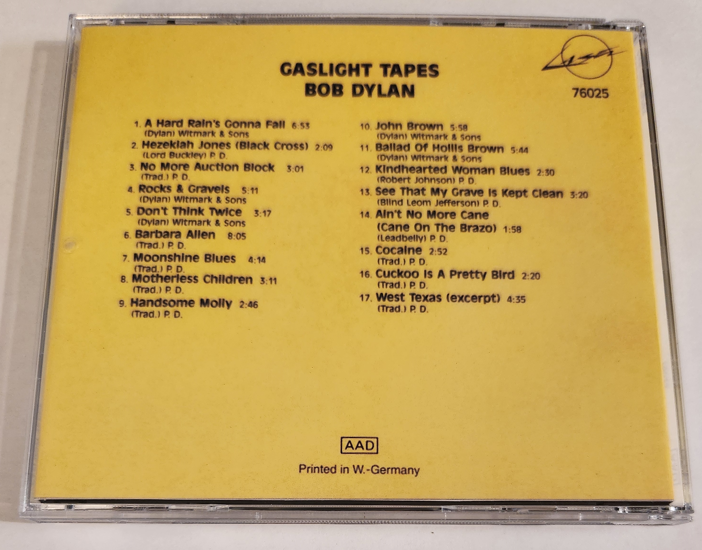 GASLIGHT TAPES
BOB DYLAN
76025
1. A Hard Rain's Gonna Fall 6:53
(Dylan) Witmark & Sons
2. Hezekiah Jones (Black Cross) 2:09
(Lord Buckley) P. D.
3. No More Auction Block 3:01
(Trad.) P. D.
4. Rocks & Gravels 5:11
(Dylan) Witmark & Sons
5. Don't Think Twice 3:17
(Dylan) Witmark & Sons
6. Barbara Allen 8:05
(Trad.) P. D.
7. Moonshine Blues 4:14
(Trad.) P. D.
8. Motherless Children 3:11
(Trad.) P. D.
9. Handsome Molly 2:46
(Trad.) P. D.
10. John Brown 5:58
(Dylan) Witmark & Sons
11. Ballad Of Hollis Brown 5:44
(Dylan) Witmark & Sons
12. Kindhearted Woman Blues 2:30
(Robert Johnson) P. D.
13. See That My Grave Is Kept Clean 3:20
(Blind Leom Jefferson) P. D.
14. Ain't No More Cane
(Cane On The Brazo) 1:58
(Leadbelly) P. D.
15. Cocaine 2:52
(Trad.) P. D.
16. Cuckoo Is A Pretty Bird 2:20
(Trad.) P. D.
17. West Texas (excerpt) 4:35
(Trad.) P. D.
AAD
Printed in W.-Germany